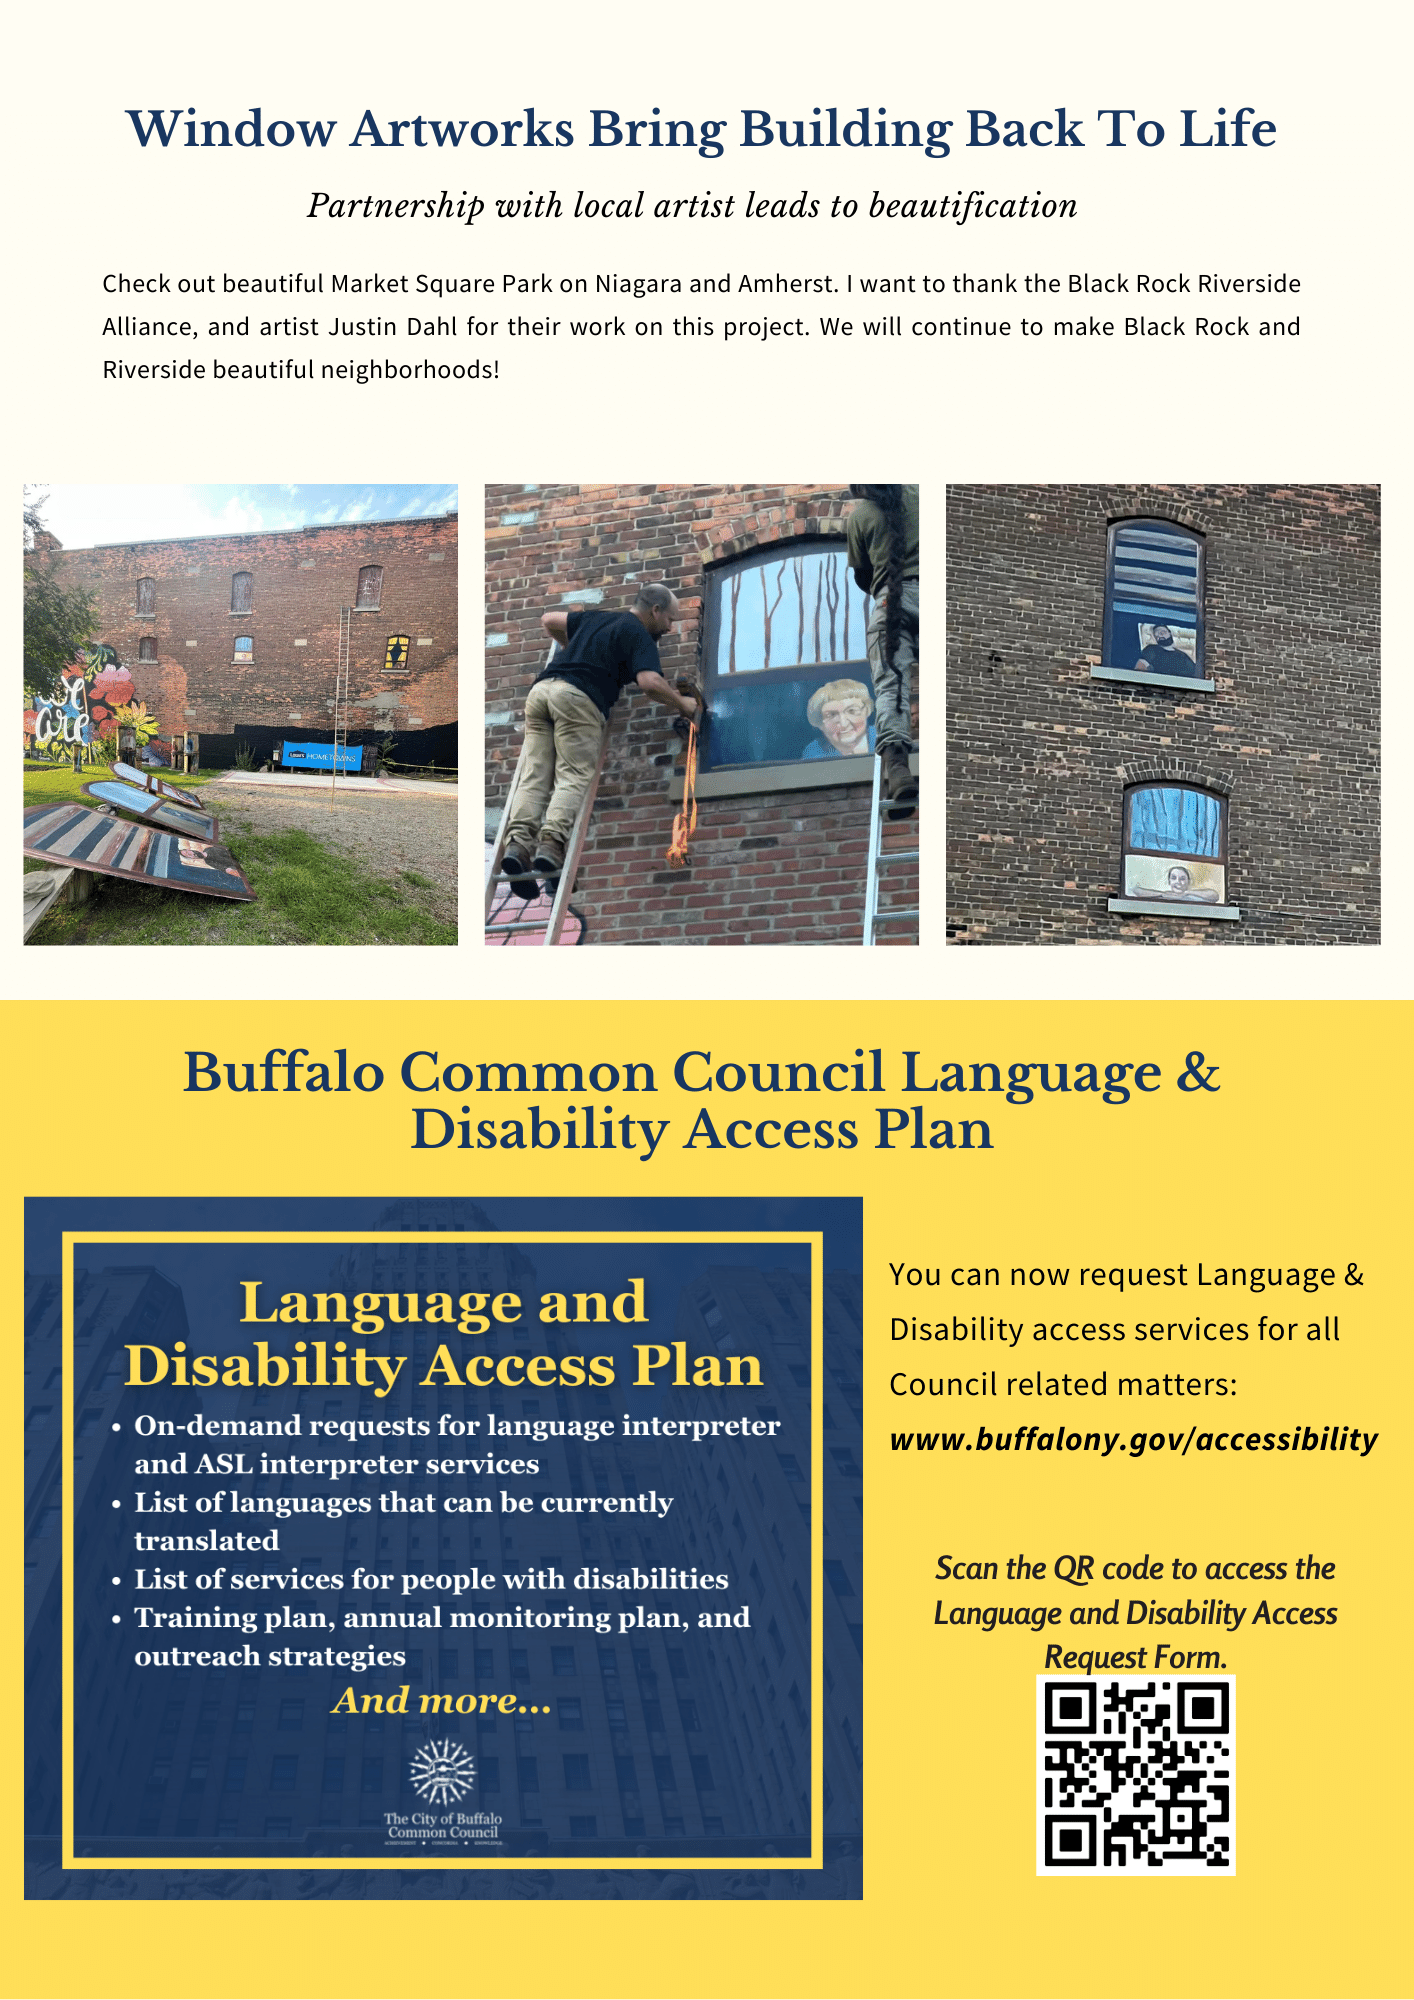 Window Artworks Bring Building Back To Life
Partnership with local artist leads to beautification
Check out beautiful Market Square Park on Niagara and Amherst. I want to thank the Black Rock Riverside
Alliance, and artist Justin Dahl for their work on this project. We will continue to make Black Rock and
Riverside beautiful neighborhoods!
we
are
LOWE'S HOMETOWNS
Buffalo Common Council Language &
Disability Access Plan
Language and
Disability Access Plan
• On-demand requests for language interpreter
and ASL interpreter services
• List of languages that can be currently
translated
• List of services for people with disabilities
• Training plan, annual monitoring plan, and
outreach strategies
And more...
The City of Buffalo
Common Council
You can now request Language &
Disability access services for all
Council related matters:
www.buffalony.gov/accessibility
Scan the QR code to access the
Language and Disability Access
Request Form.